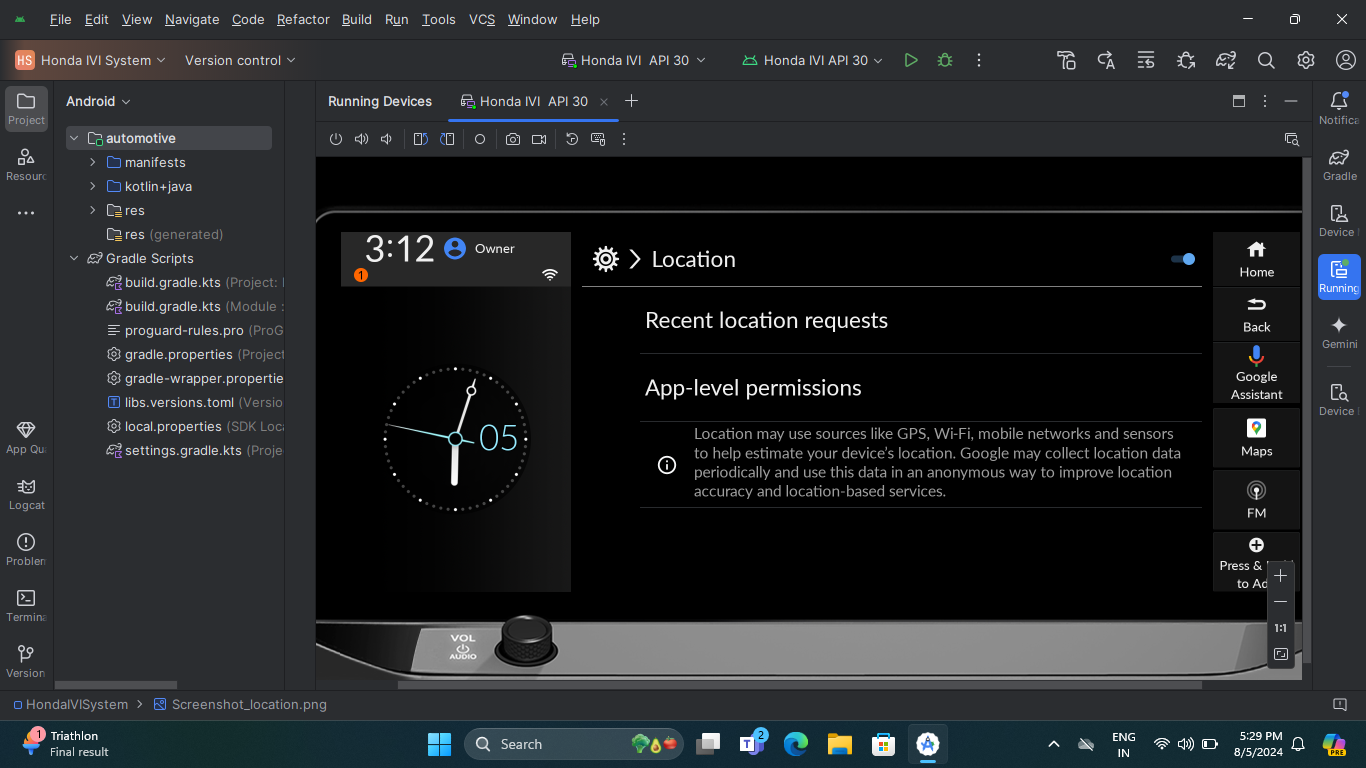 File Edit View Navigate Code Refactor Build Run Tools VCS Window Help
HS Honda IVI System Version control Honda IVI API 30 Honda IVI API 30
Project
Resourc
App Qu
Logcat
Problen
Termina
Version
Android
automotive
manifests
kotlin+java
res
res (generated)
Gradle Scripts
build.gradle.kts (Project:
build.gradle.kts (Module :
proguard-rules.pro (ProG
gradle.properties (Project
gradle-wrapper.propertie
libs.versions.toml (Versio
local.properties (SDK Loca
settings.gradle.kts (Proje
Running Devices Honda IVI API 30
3:12 Owner
1
05
Location
Recent location requests
App-level permissions
Location may use sources like GPS, Wi-Fi, mobile networks and sensors
to help estimate your device's location. Google may collect location data
periodically and use this data in an anonymous way to improve location
accuracy and location-based services.
Home
Back
Google
Assistant
Maps
FM
Press &
to Ad
1:1
VOL
AUDIO
Notifica
Gradle
Device
Running
Gemini
Device
HondaIVISystem Screenshot_location.png
1
Triathlon
Final result
Search
2
ENG
IN
5:29 PM
8/5/2024
PRE